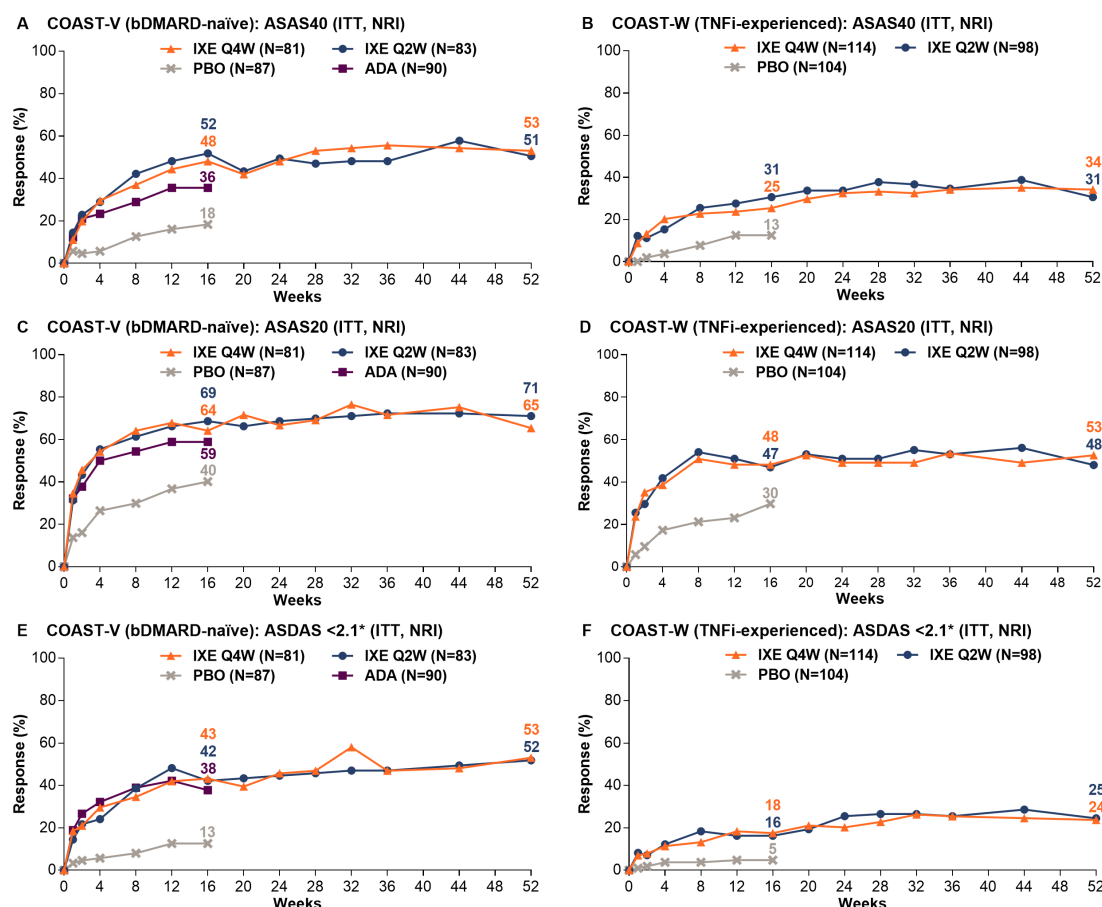 A COAST-V (bDMARD-naïve): ASAS40 (ITT, NRI)
IXE Q4W (N=81) IXE Q2W (N=83)
PBO (N=87) ADA (N=90)
Response (%)
100
80
60
40
20
0
52
48
36
18
53
51
0 4 8 12 16 20 24 28 32 36 40 44 48 52
Weeks
B COAST-W (TNFi-experienced): ASAS40 (ITT, NRI)
IXE Q4W (N=114) IXE Q2W (N=98)
PBO (N=104)
Response (%)
100
80
60
40
20
0
31
25
13
34
31
0 4 8 12 16 20 24 28 32 36 40 44 48 52
Weeks
C COAST-V (bDMARD-naïve): ASAS20 (ITT, NRI)
IXE Q4W (N=81) IXE Q2W (N=83)
PBO (N=87) ADA (N=90)
Response (%)
100
80
60
40
20
0
69
64
59
40
71
65
0 4 8 12 16 20 24 28 32 36 40 44 48 52
Weeks
D COAST-W (TNFi-experienced): ASAS20 (ITT, NRI)
IXE Q4W (N=114) IXE Q2W (N=98)
PBO (N=104)
Response (%)
100
80
60
40
20
0
48
47
30
53
48
0 4 8 12 16 20 24 28 32 36 40 44 48 52
Weeks
E COAST-V (bDMARD-naïve): ASDAS <2.1* (ITT, NRI)
IXE Q4W (N=81) IXE Q2W (N=83)
PBO (N=87) ADA (N=90)
Response (%)
100
80
60
40
20
0
43
42
38
13
53
52
0 4 8 12 16 20 24 28 32 36 40 44 48 52
Weeks
F COAST-W (TNFi-experienced): ASDAS <2.1* (ITT, NRI)
IXE Q4W (N=114) IXE Q2W (N=98)
PBO (N=104)
Response (%)
100
80
60
40
20
0
18
16
5
25
24
0 4 8 12 16 20 24 28 32 36 40 44 48 52
Weeks